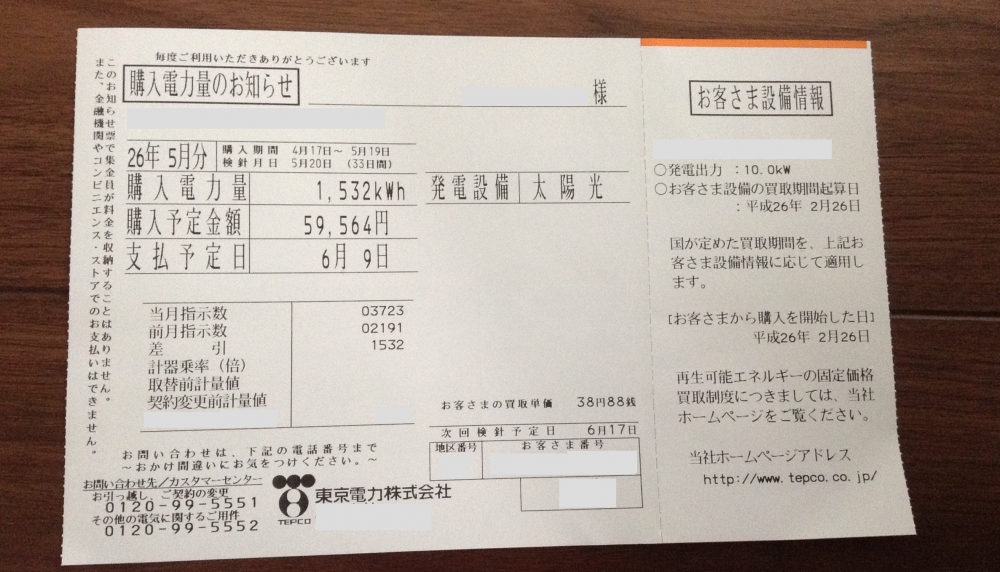 毎度ご利用いただきありがとうございます
購入電力量のお知らせ
様
このお知らせ票で集金員が料金を収納することはありません。
また、金融機関やコンビニエンス・ストアでのお支払いはできません。
26年 5月分 購入期間 4月17日~ 5月19日
検針月日 5月20日 (33日間)
購入電力量 1,532kWh 発電設備 太陽光
購入予定金額 59,564円
支払予定日 6月 9日
当月指示数 03723
前月指示数 02191
差引 1532
計器乗率(倍)
取替前計量値
契約変更前計量値
お客さまの買取単価 38円88銭
次回検針予定日 6月17日
地区番号 お客さま番号
お問い合わせは、下記の電話番号まで
~おかけ間違いにお気をつけください。~
お問い合わせ先/カスタマーセンター
お引っ越し、ご契約の変更
0120-99-5551
その他の電気に関するご用件
0120-99-5552
TEPCO
東京電力株式会社
お客さま設備情報
○発電出力 :10.0kW
○お客さま設備の買取期間起算日
:平成26年 2月26日
国が定めた買取期間を、上記お
客さま設備情報に応じて適用し
ます。
[お客さまから購入を開始した日]
平成26年 2月26日
再生可能エネルギーの固定価格
買取制度につきましては、当社
ホームページをご覧ください。
当社ホームページアドレス
http://www.tepco.co.jp/